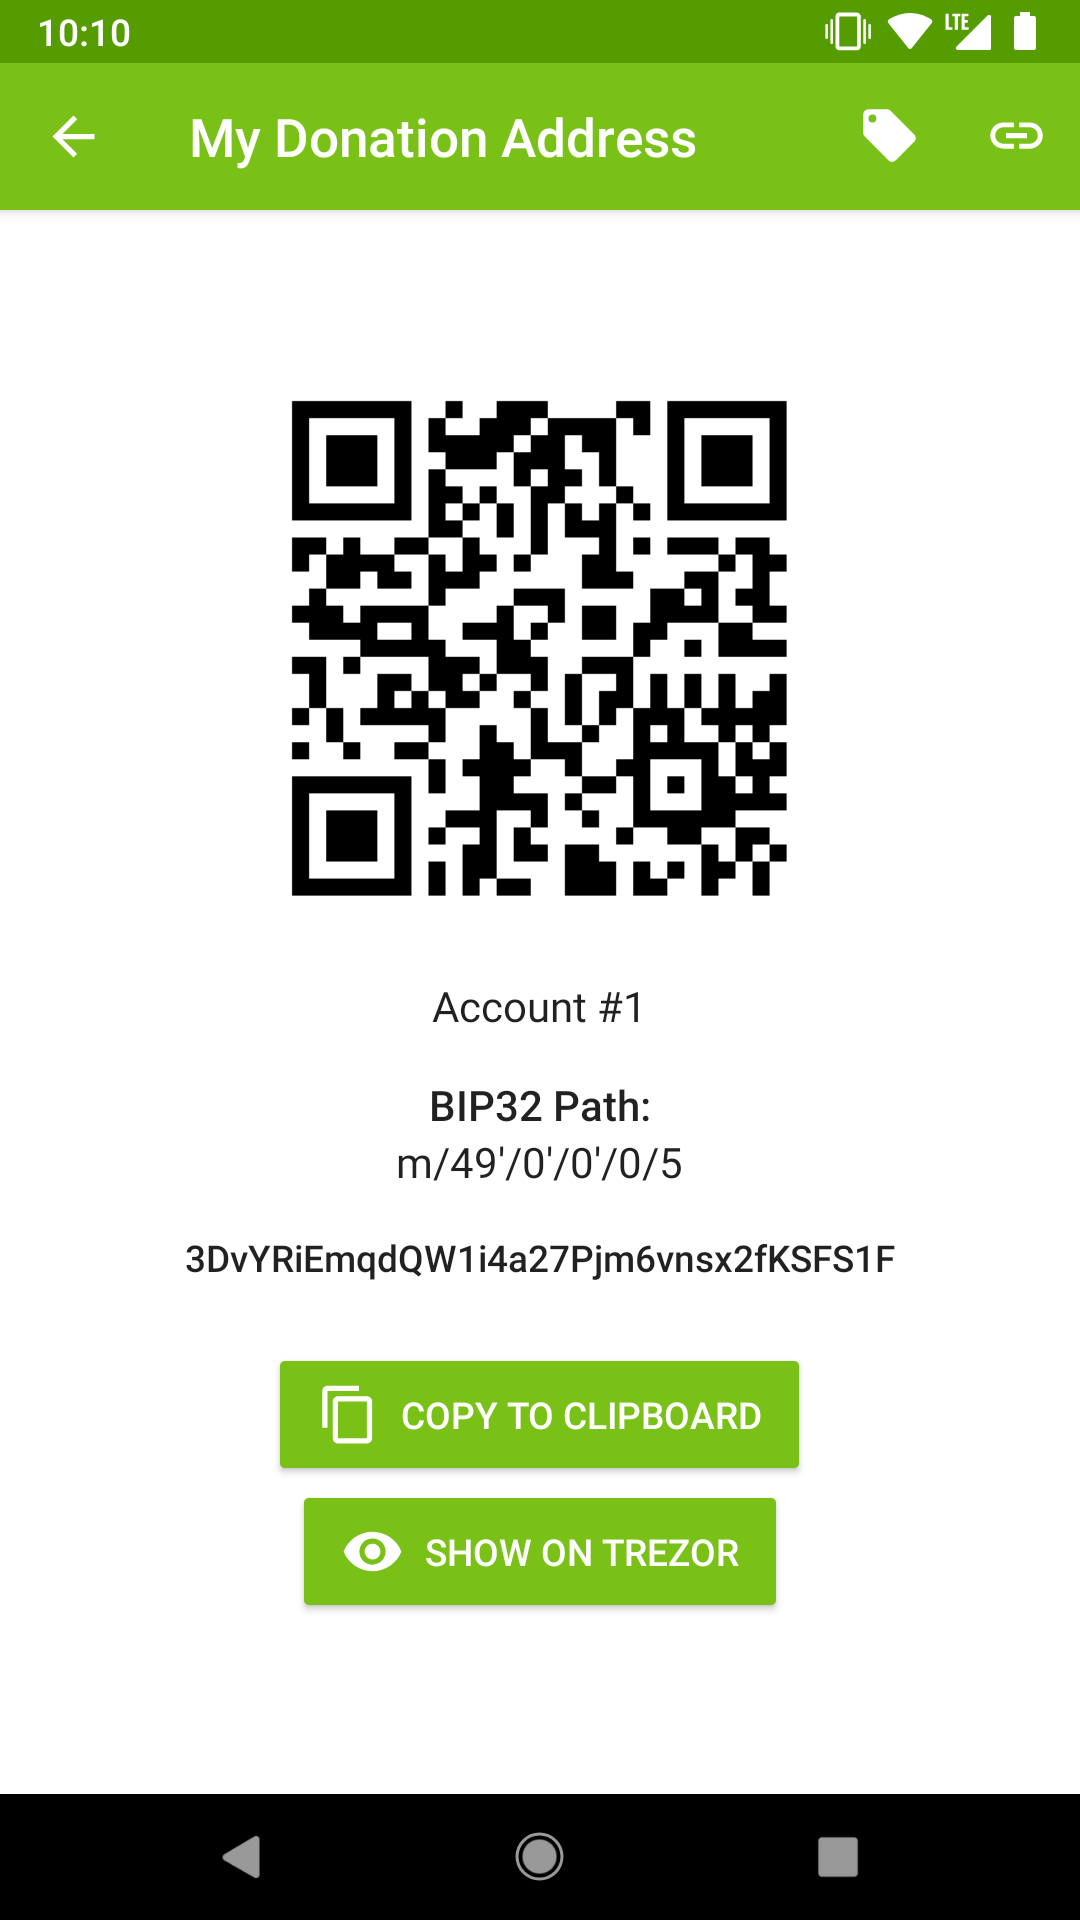 10:10
LTE
My Donation Address
Account #1
BIP32 Path:
m/49'/0'/0'/0/5
3DvYRiEmqdQW1i4a27Pjm6vnsx2fKSFS1F
COPY TO CLIPBOARD
SHOW ON TREZOR